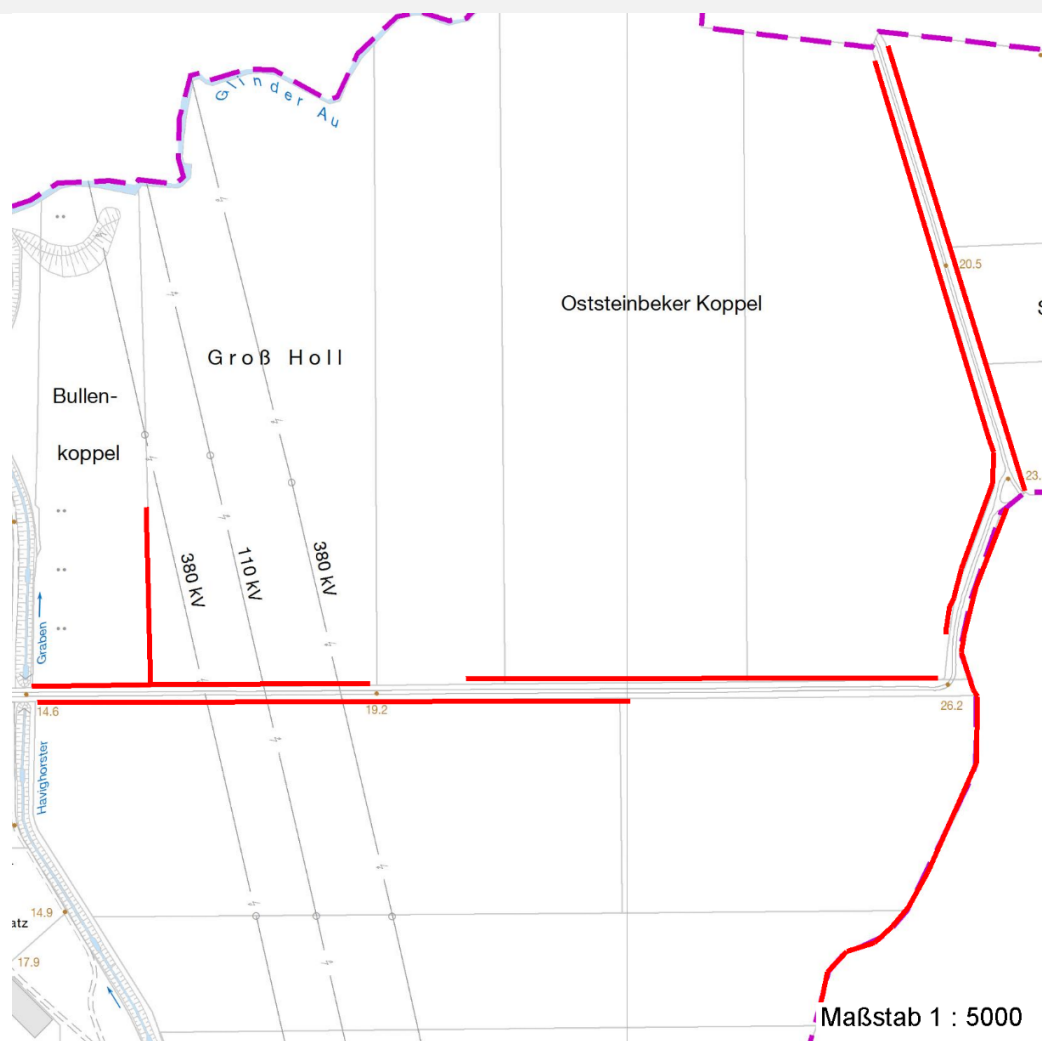 Glinder Au
20.5
Oststeinbeker Koppel
S
Groß Holl
Bullen-
koppel
23.
380 kV
110 kV
380 kV
Graben
14.6
19.2
26.2
Havighorster
14.9
atz
17.9
Maßstab 1 : 5000